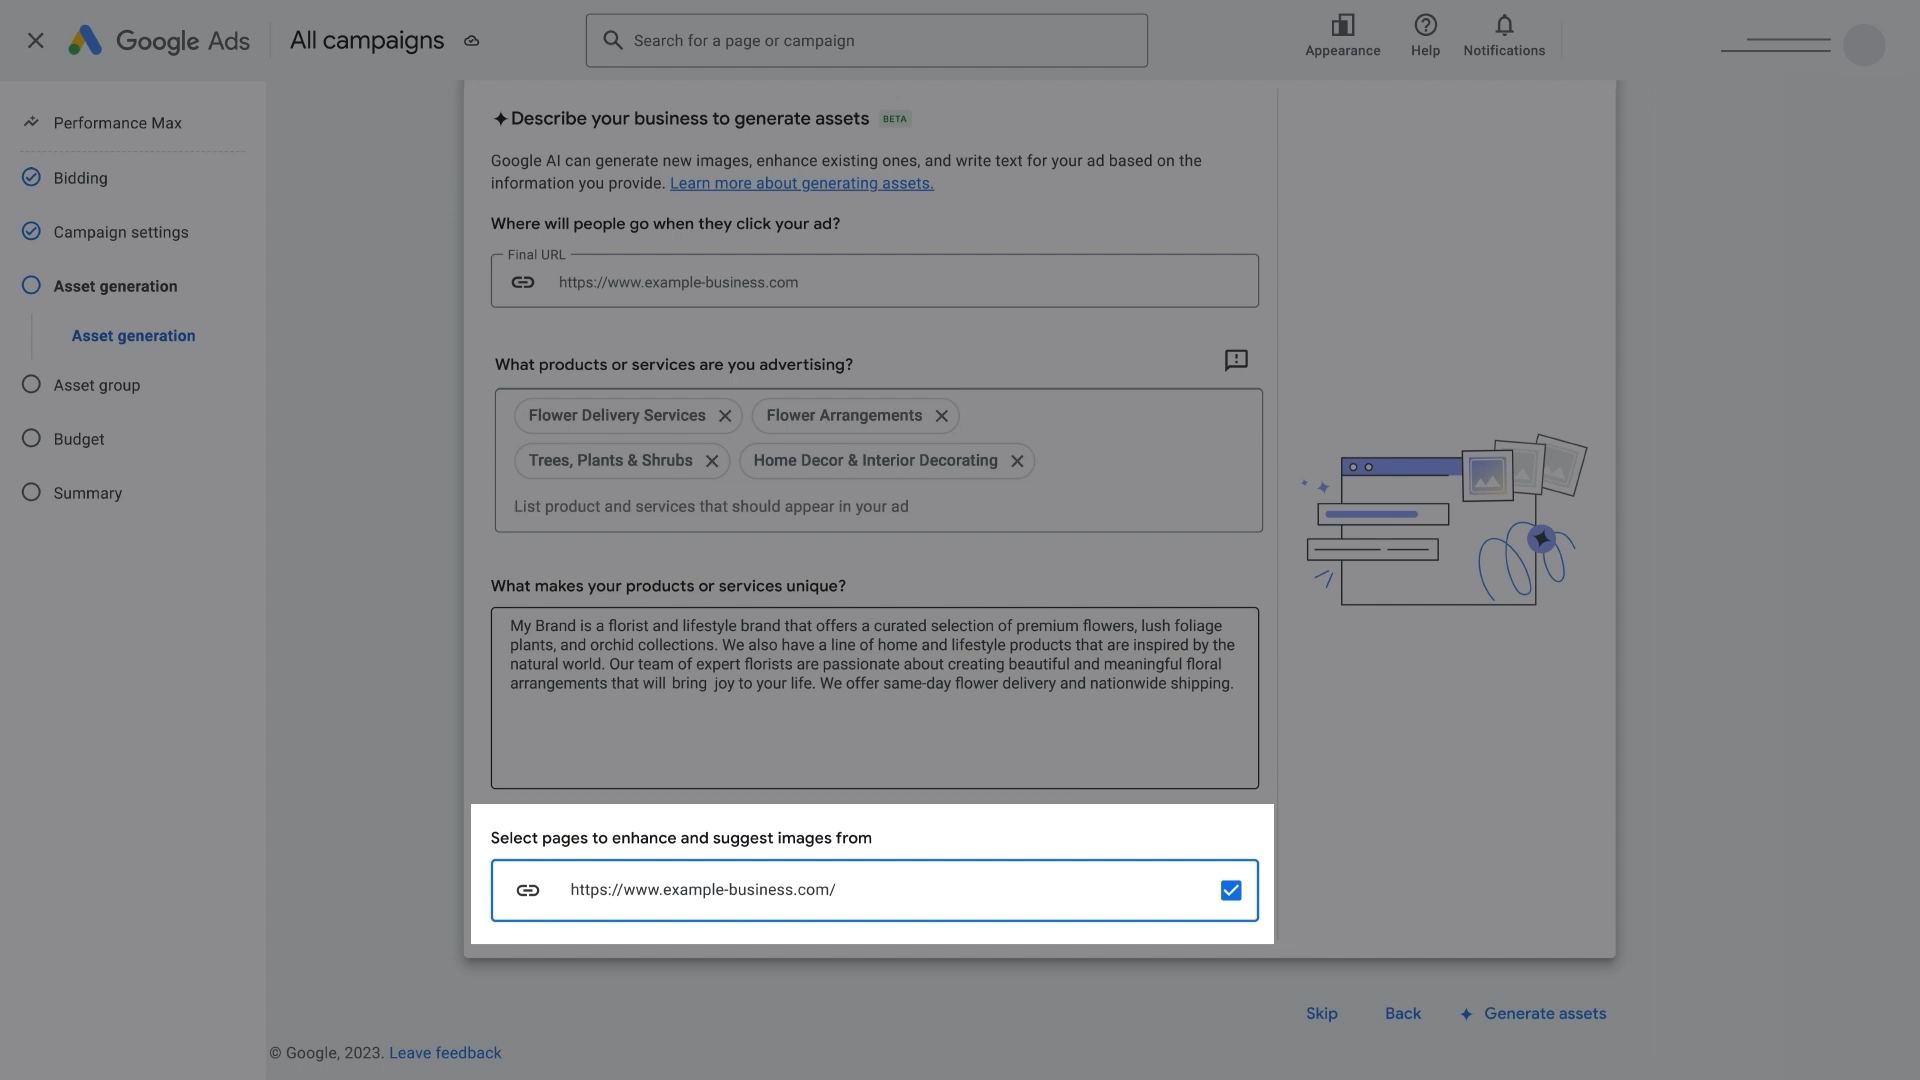 Google Ads
All campaigns
Search for a page or campaign
Appearance
Help
Notifications
Performance Max
Bidding
Campaign settings
Asset generation
Asset generation
Asset group
Budget
Summary
Describe your business to generate assets BETA
Google AI can generate new images, enhance existing ones, and write text for your ad based on the
information you provide. Learn more about generating assets.
Where will people go when they click your ad?
Final URL
https://www.example-business.com
What products or services are you advertising?
Flower Delivery Services
Flower Arrangements
Trees, Plants & Shrubs
Home Decor & Interior Decorating
List product and services that should appear in your ad
What makes your products or services unique?
My Brand is a florist and lifestyle brand that offers a curated selection of premium flowers, lush foliage
plants, and orchid collections. We also have a line of home and lifestyle products that are inspired by the
natural world. Our team of expert florists are passionate about creating beautiful and meaningful floral
arrangements that will bring joy to your life. We offer same-day flower delivery and nationwide shipping.
Select pages to enhance and suggest images from
https://www.example-business.com/
Skip
Back
Generate assets
© Google, 2023. Leave feedback